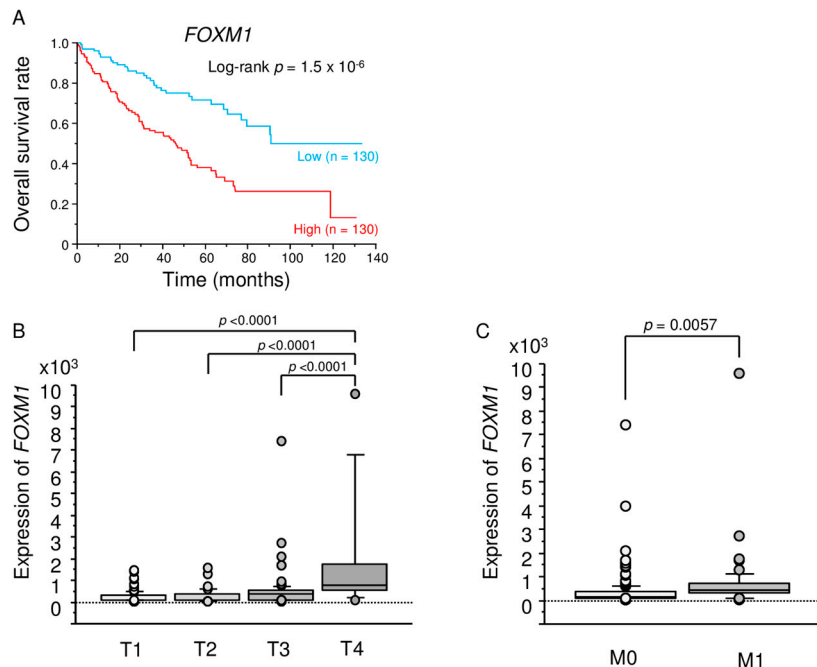 A
FOXM1
Log-rank p = 1.5 x 10-6
Overall survival rate
1.0
0.8
0.6
0.4
0.2
0
Low (n = 130)
High (n = 130)
0 20 40 60 80 100 120 140
Time (months)
B
p <0.0001
p <0.0001
p <0.0001
x103
Expression of FOXM1
10
9
8
7
6
5
4
3
2
1
0
T1 T2 T3 T4
C
p = 0.0057
x103
Expression of FOXM1
10
9
8
7
6
5
4
3
2
1
0
M0 M1